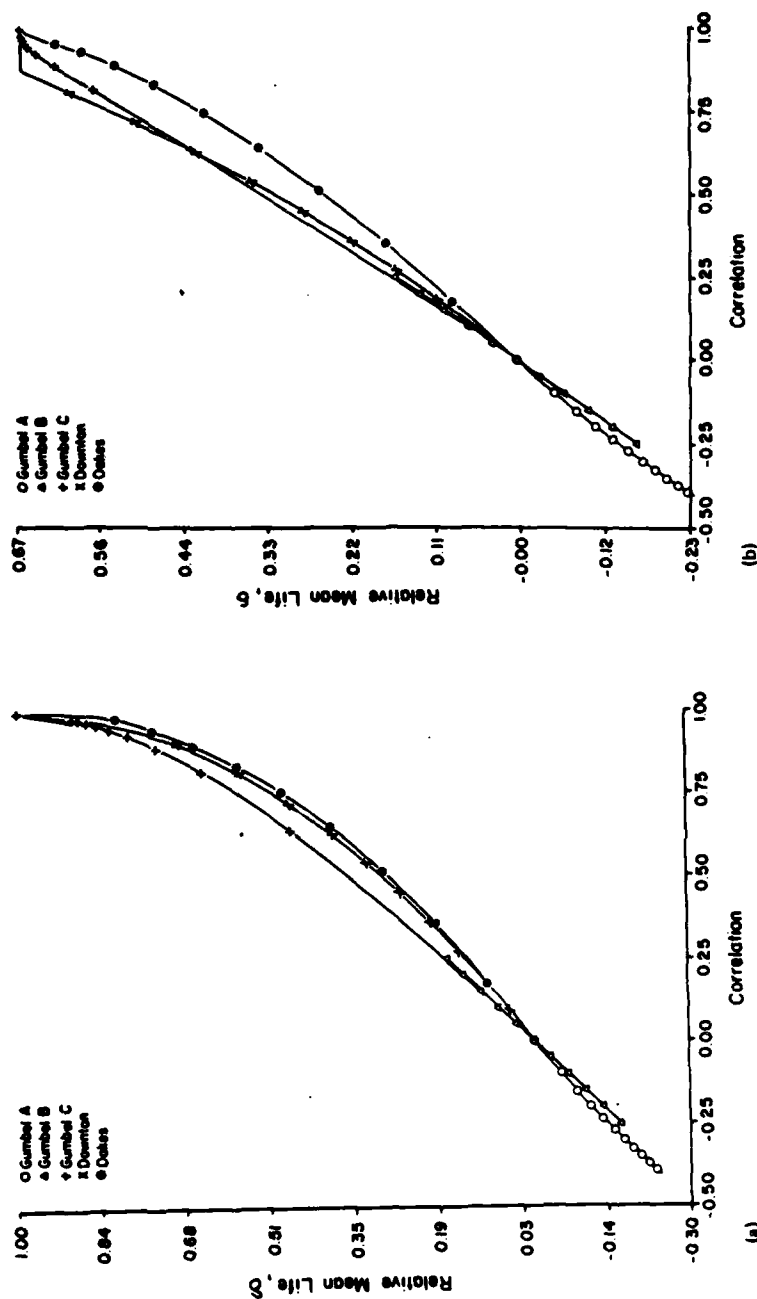 O Gumbel A
Δ Gumbel B
+ Gumbel C
x Downton
Oakes
1.00
0.84
0.68
0.51
0.35
0.19
0.03
-0.14
-0.30
Relative Mean Life,
-0.50
-0.25
0.00
0.25
0.50
0.75
1.00
Correlation
(a)
O Gumbel A
Δ Gumbel B
+ Gumbel C
x Downton
Oakes
0.67
0.56
0.44
0.33
0.22
0.11
-0.00
-0.12
-0.23
Relative Mean Life,
-0.50
-0.25
0.00
0.25
0.50
0.75
1.00
Correlation
(b)